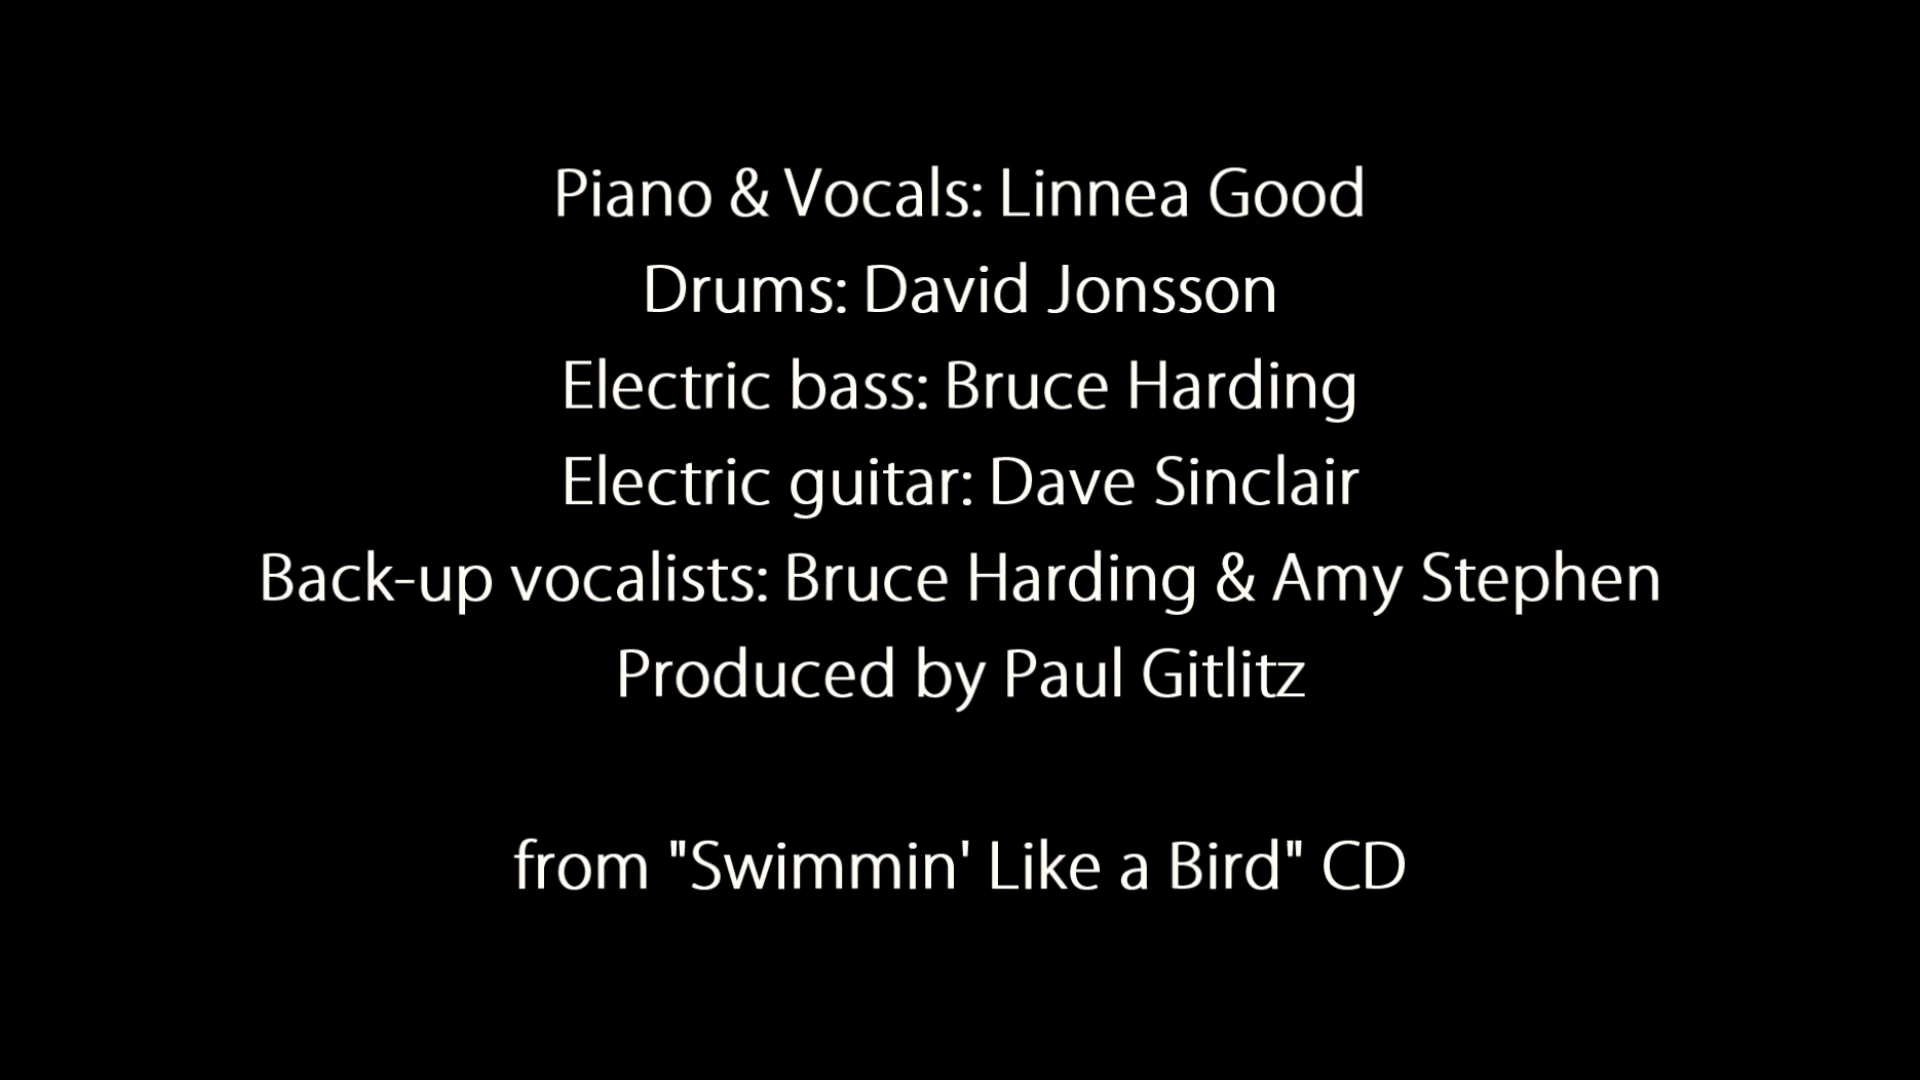 Piano & Vocals: Linnea Good
Drums: David Jonsson
Electric bass: Bruce Harding
Electric guitar: Dave Sinclair
Back-up vocalists: Bruce Harding & Amy Stephen
Produced by Paul Gitlitz
from "Swimmin' Like a Bird" CD